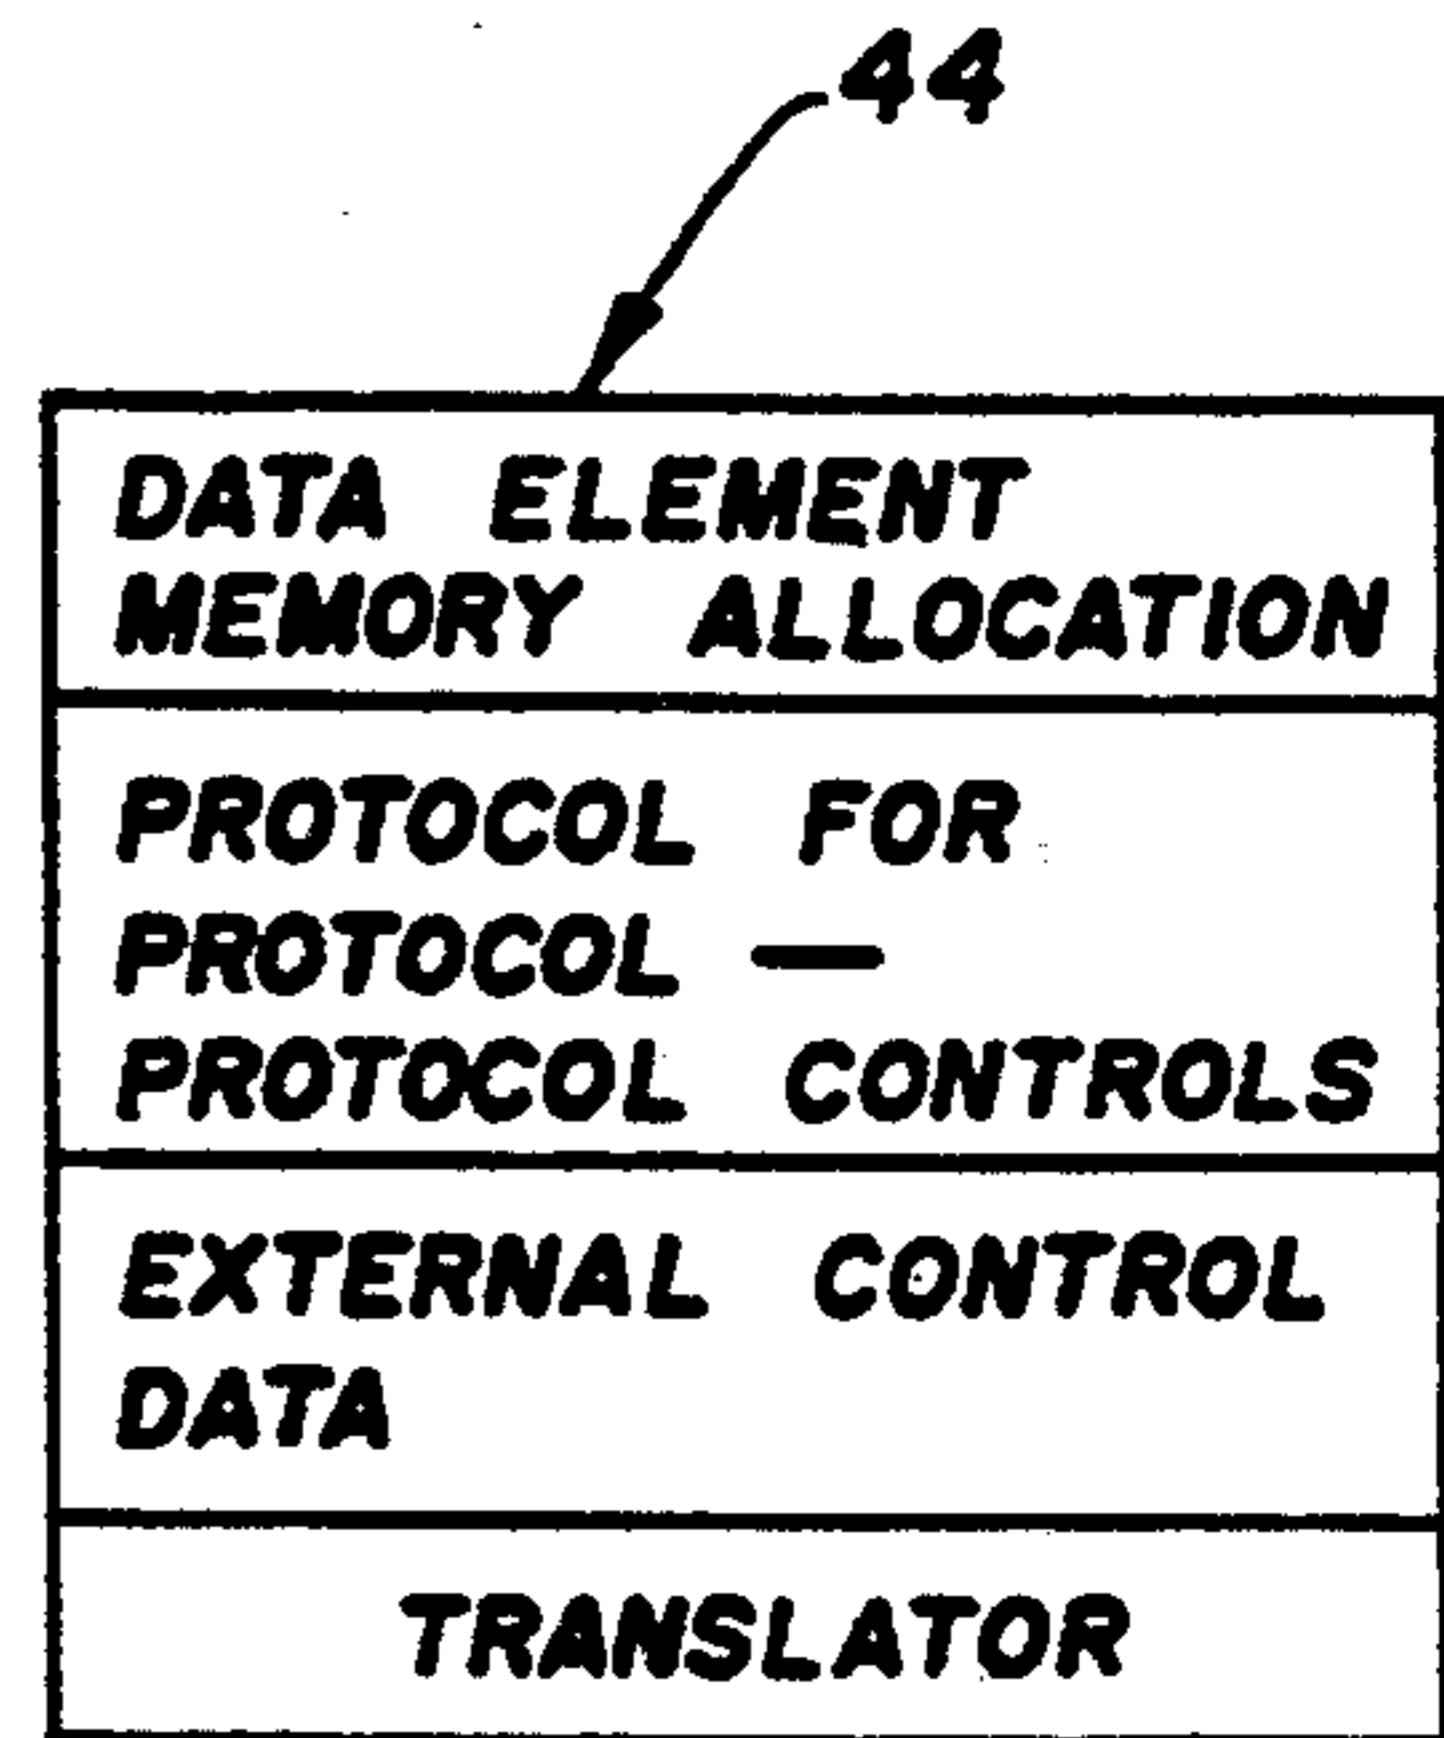 44
DATA ELEMENT
MEMORY ALLOCATION
PROTOCOL FOR
PROTOCOL —
PROTOCOL CONTROLS
EXTERNAL CONTROL
DATA
TRANSLATOR